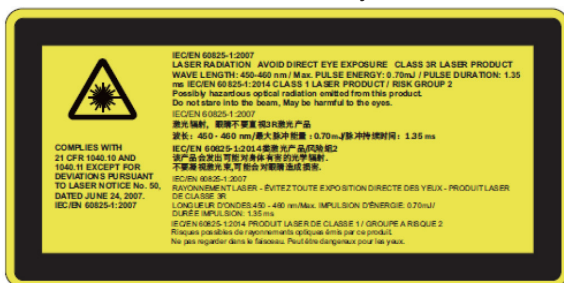 IEC/EN 60825-1:2007
LASER RADIATION AVOID DIRECT EYE EXPOSURE CLASS 3R LASER PRODUCT
WAVE LENGTH: 450-460 nm / Max. PULSE ENERGY: 0.70mJ / PULSE DURATION: 1.35
ms IEC/EN 60825-1:2014 CLASS 1 LASER PRODUCT / RISK GROUP 2
Possibly hazardous optical radiation emitted from this product.
Do not stare into the beam, May be harmful to the eyes.
IEC/EN 60825-1:2007
激光辐射，眼睛不要直视3R激光产品
波长：450 - 460 nm/最大脉冲能量：0.70mJ/脉冲持续时间：1.35 ms
IEC/EN 60825-1:2014类激光产品/风险组2
该产品会发出可能对身体有害的光学辐射.
不要凝视激光束,可能会对眼睛造成损害.
IEC/EN 60825-1:2007
RAYONNEMENT LASER - ÉVITEZ TOUTE EXPOSITION DIRECTE DES YEUX - PRODUIT LASER
DE CLASSE 3R
LONGUEUR D'ONDES:450 - 460 nm/Max. IMPULSION D'ÉNERGIE: 0.70mJ/
DURÉE IMPULSION: 1.35 ms
IEC/EN 60825-1:2014 PRODUIT LASER DE CLASSE 1 / GROUPE A RISQUE 2
Risques possibles de rayonnements optiques émis par ce produit.
Ne pas regarder dans le faisceau. Peut être dangereux pour les yeux.
COMPLIES WITH
21 CFR 1040.10 AND
1040.11 EXCEPT FOR
DEVIATIONS PURSUANT
TO LASER NOTICE No. 50,
DATED JUNE 24, 2007.
IEC/EN 60825-1:2007